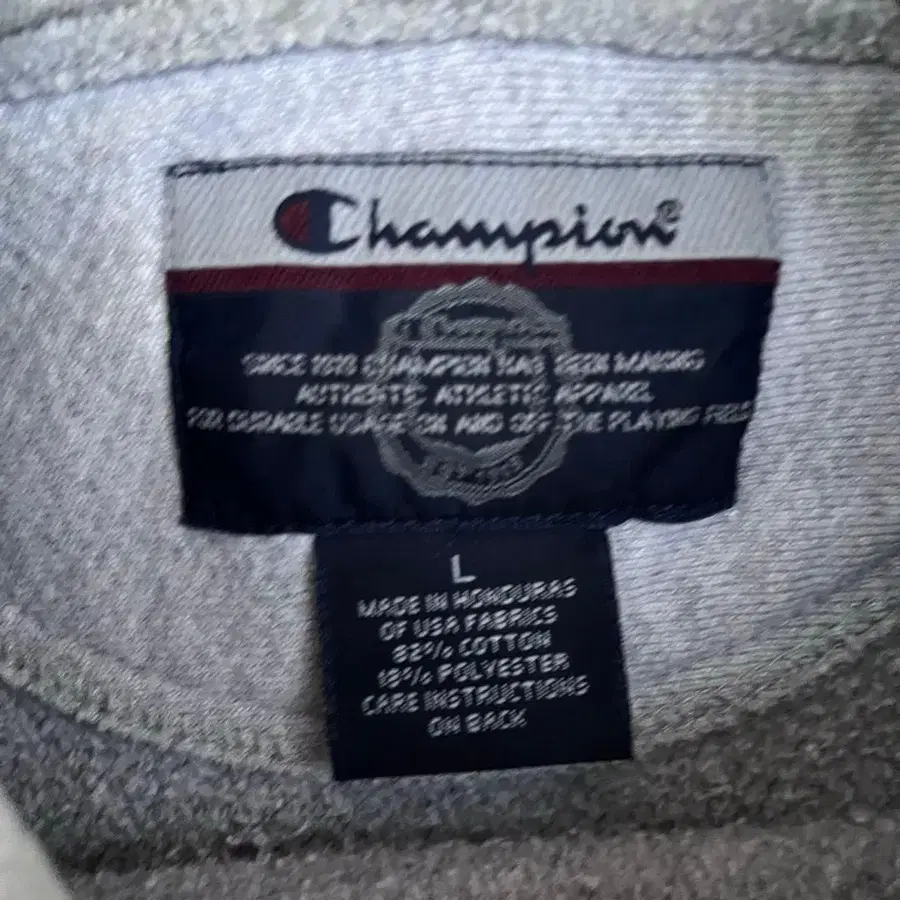 Champion®
SINCE 1919 CHAMPION HAS BEEN MAKING
AUTHENTIC ATHLETIC APPAREL
FOR DURABLE USAGE ON AND OFF THE PLAYING FIELD
L
MADE IN HONDURAS
OF USA FABRICS
82% COTTON
18% POLYESTER
CARE INSTRUCTIONS
ON BACK